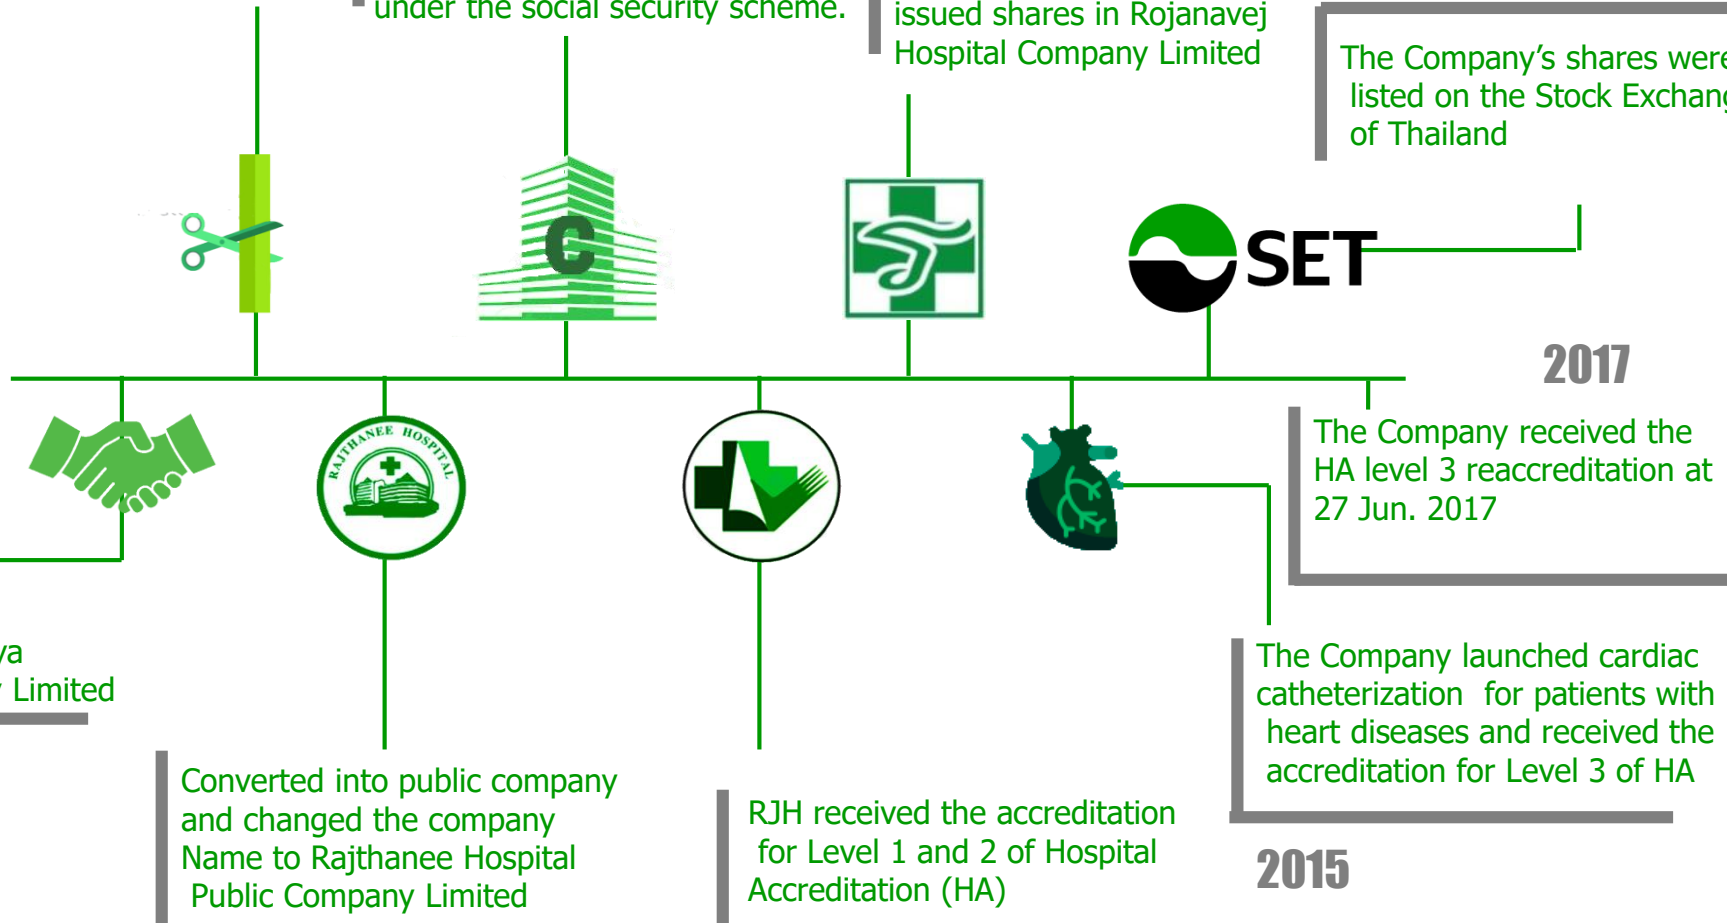 under the social security scheme.
issued shares in Rojanavej
Hospital Company Limited
The Company's shares were
listed on the Stock Exchang
of Thailand
C
SET
2017
RAJTHANEE HOSPITAL
The Company received the
HA level 3 reaccreditation at
27 Jun. 2017
ya
y Limited
The Company launched cardiac
catheterization for patients with
heart diseases and received the
accreditation for Level 3 of HA
2015
Converted into public company
and changed the company
Name to Rajthanee Hospital
Public Company Limited
RJH received the accreditation
for Level 1 and 2 of Hospital
Accreditation (HA)